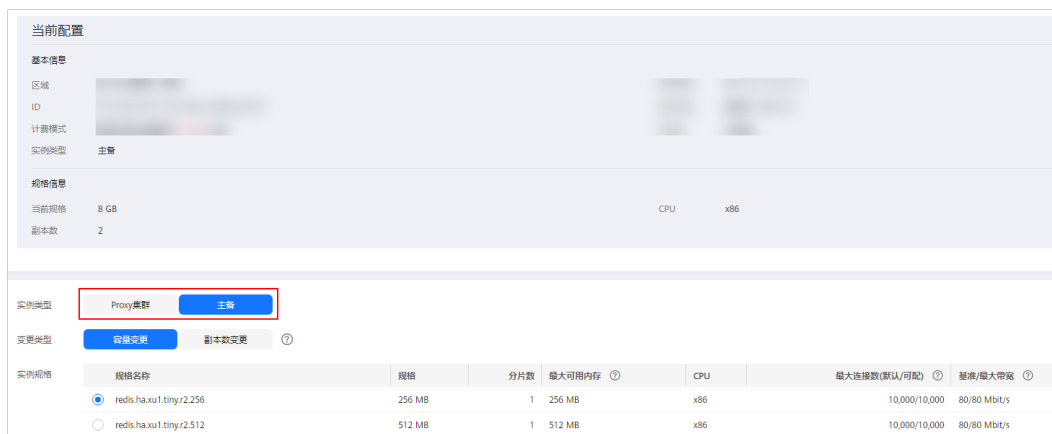 当前配置
基本信息
区域
ID
计费模式
实例类型 主备
规格信息
当前规格 8 GB CPU x86
副本数 2
实例类型 Proxy集群 主备
变更类型 容量变更 副本数变更 ?
实例规格 规格名称 规格 分片数 最大可用内存 ? CPU 最大连接数(默认/可配) ? 基准/最大带宽 ?
redis.ha.xu1.tiny.r2.256 256 MB 1 256 MB x86 10,000/10,000 80/80 Mbit/s
redis.ha.xu1.tiny.r2.512 512 MB 1 512 MB x86 10,000/10,000 80/80 Mbit/s